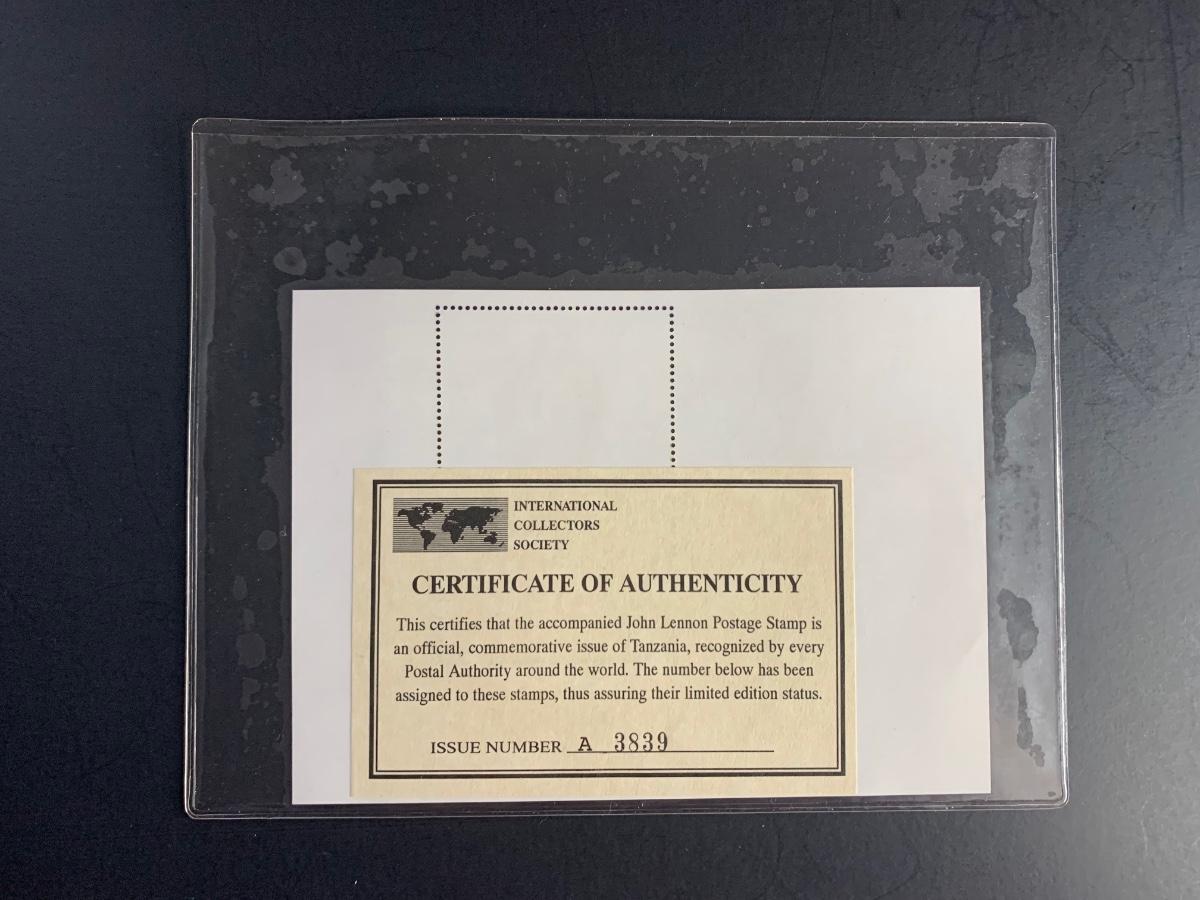 INTERNATIONAL
COLLECTORS
SOCIETY
CERTIFICATE OF AUTHENTICITY
This certifies that the accompanied John Lennon Postage Stamp is
an official, commemorative issue of Tanzania, recognized by every
Postal Authority around the world. The number below has been
assigned to these stamps, thus assuring their limited edition status.
ISSUE NUMBER A 3839